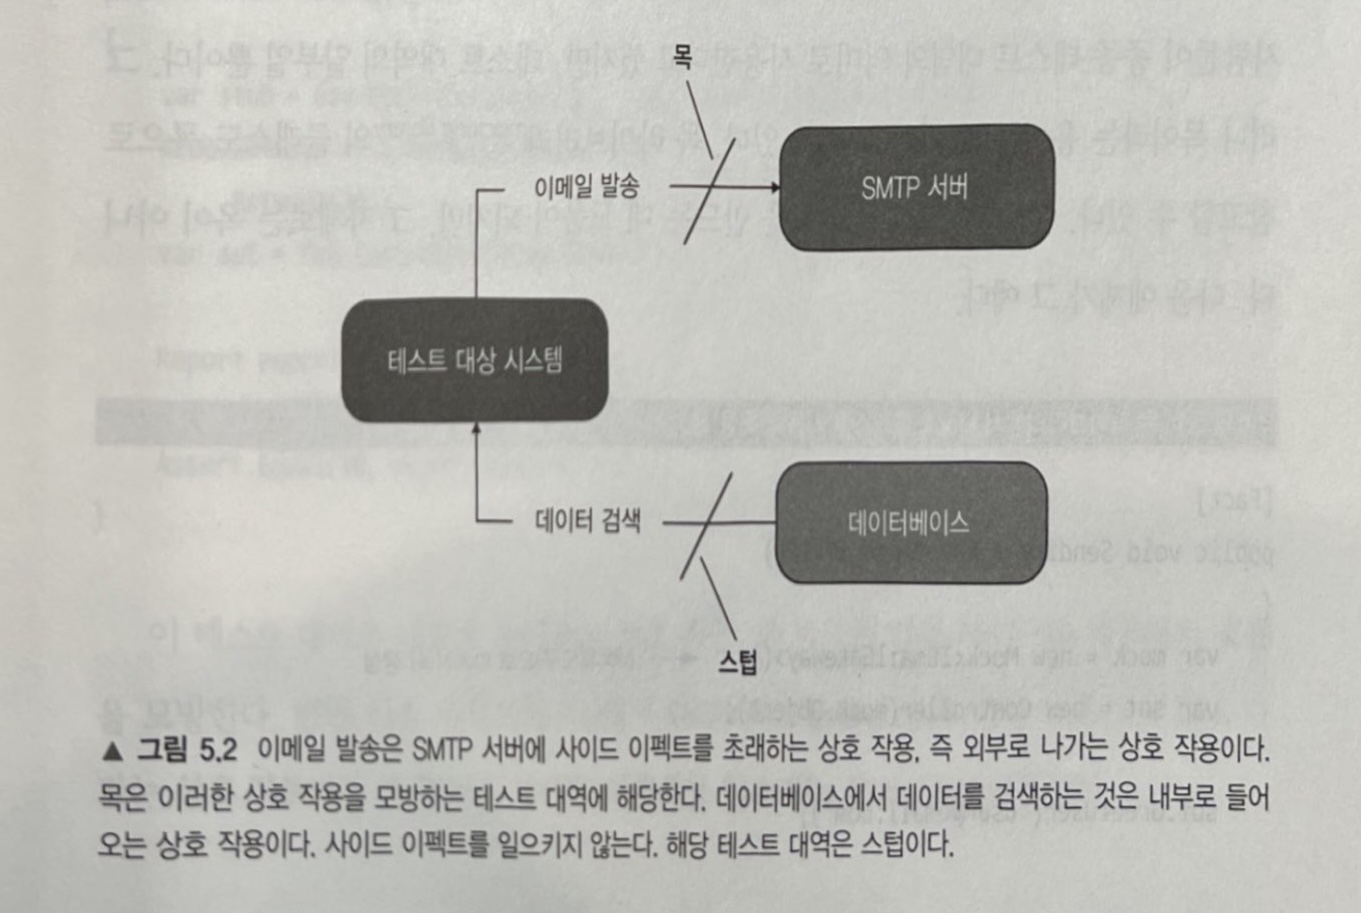 목
이메일 발송
SMTP 서버
테스트 대상 시스템
데이터 검색
데이터베이스
스텁
▲ 그림 5.2 이메일 발송은 SMTP 서버에 사이드 이펙트를 초래하는 상호 작용, 즉 외부로 나가는 상호 작용이다.
목은 이러한 상호 작용을 모방하는 테스트 대역에 해당한다. 데이터베이스에서 데이터를 검색하는 것은 내부로 들어
오는 상호 작용이다. 사이드 이펙트를 일으키지 않는다. 해당 테스트 대역은 스텁이다.